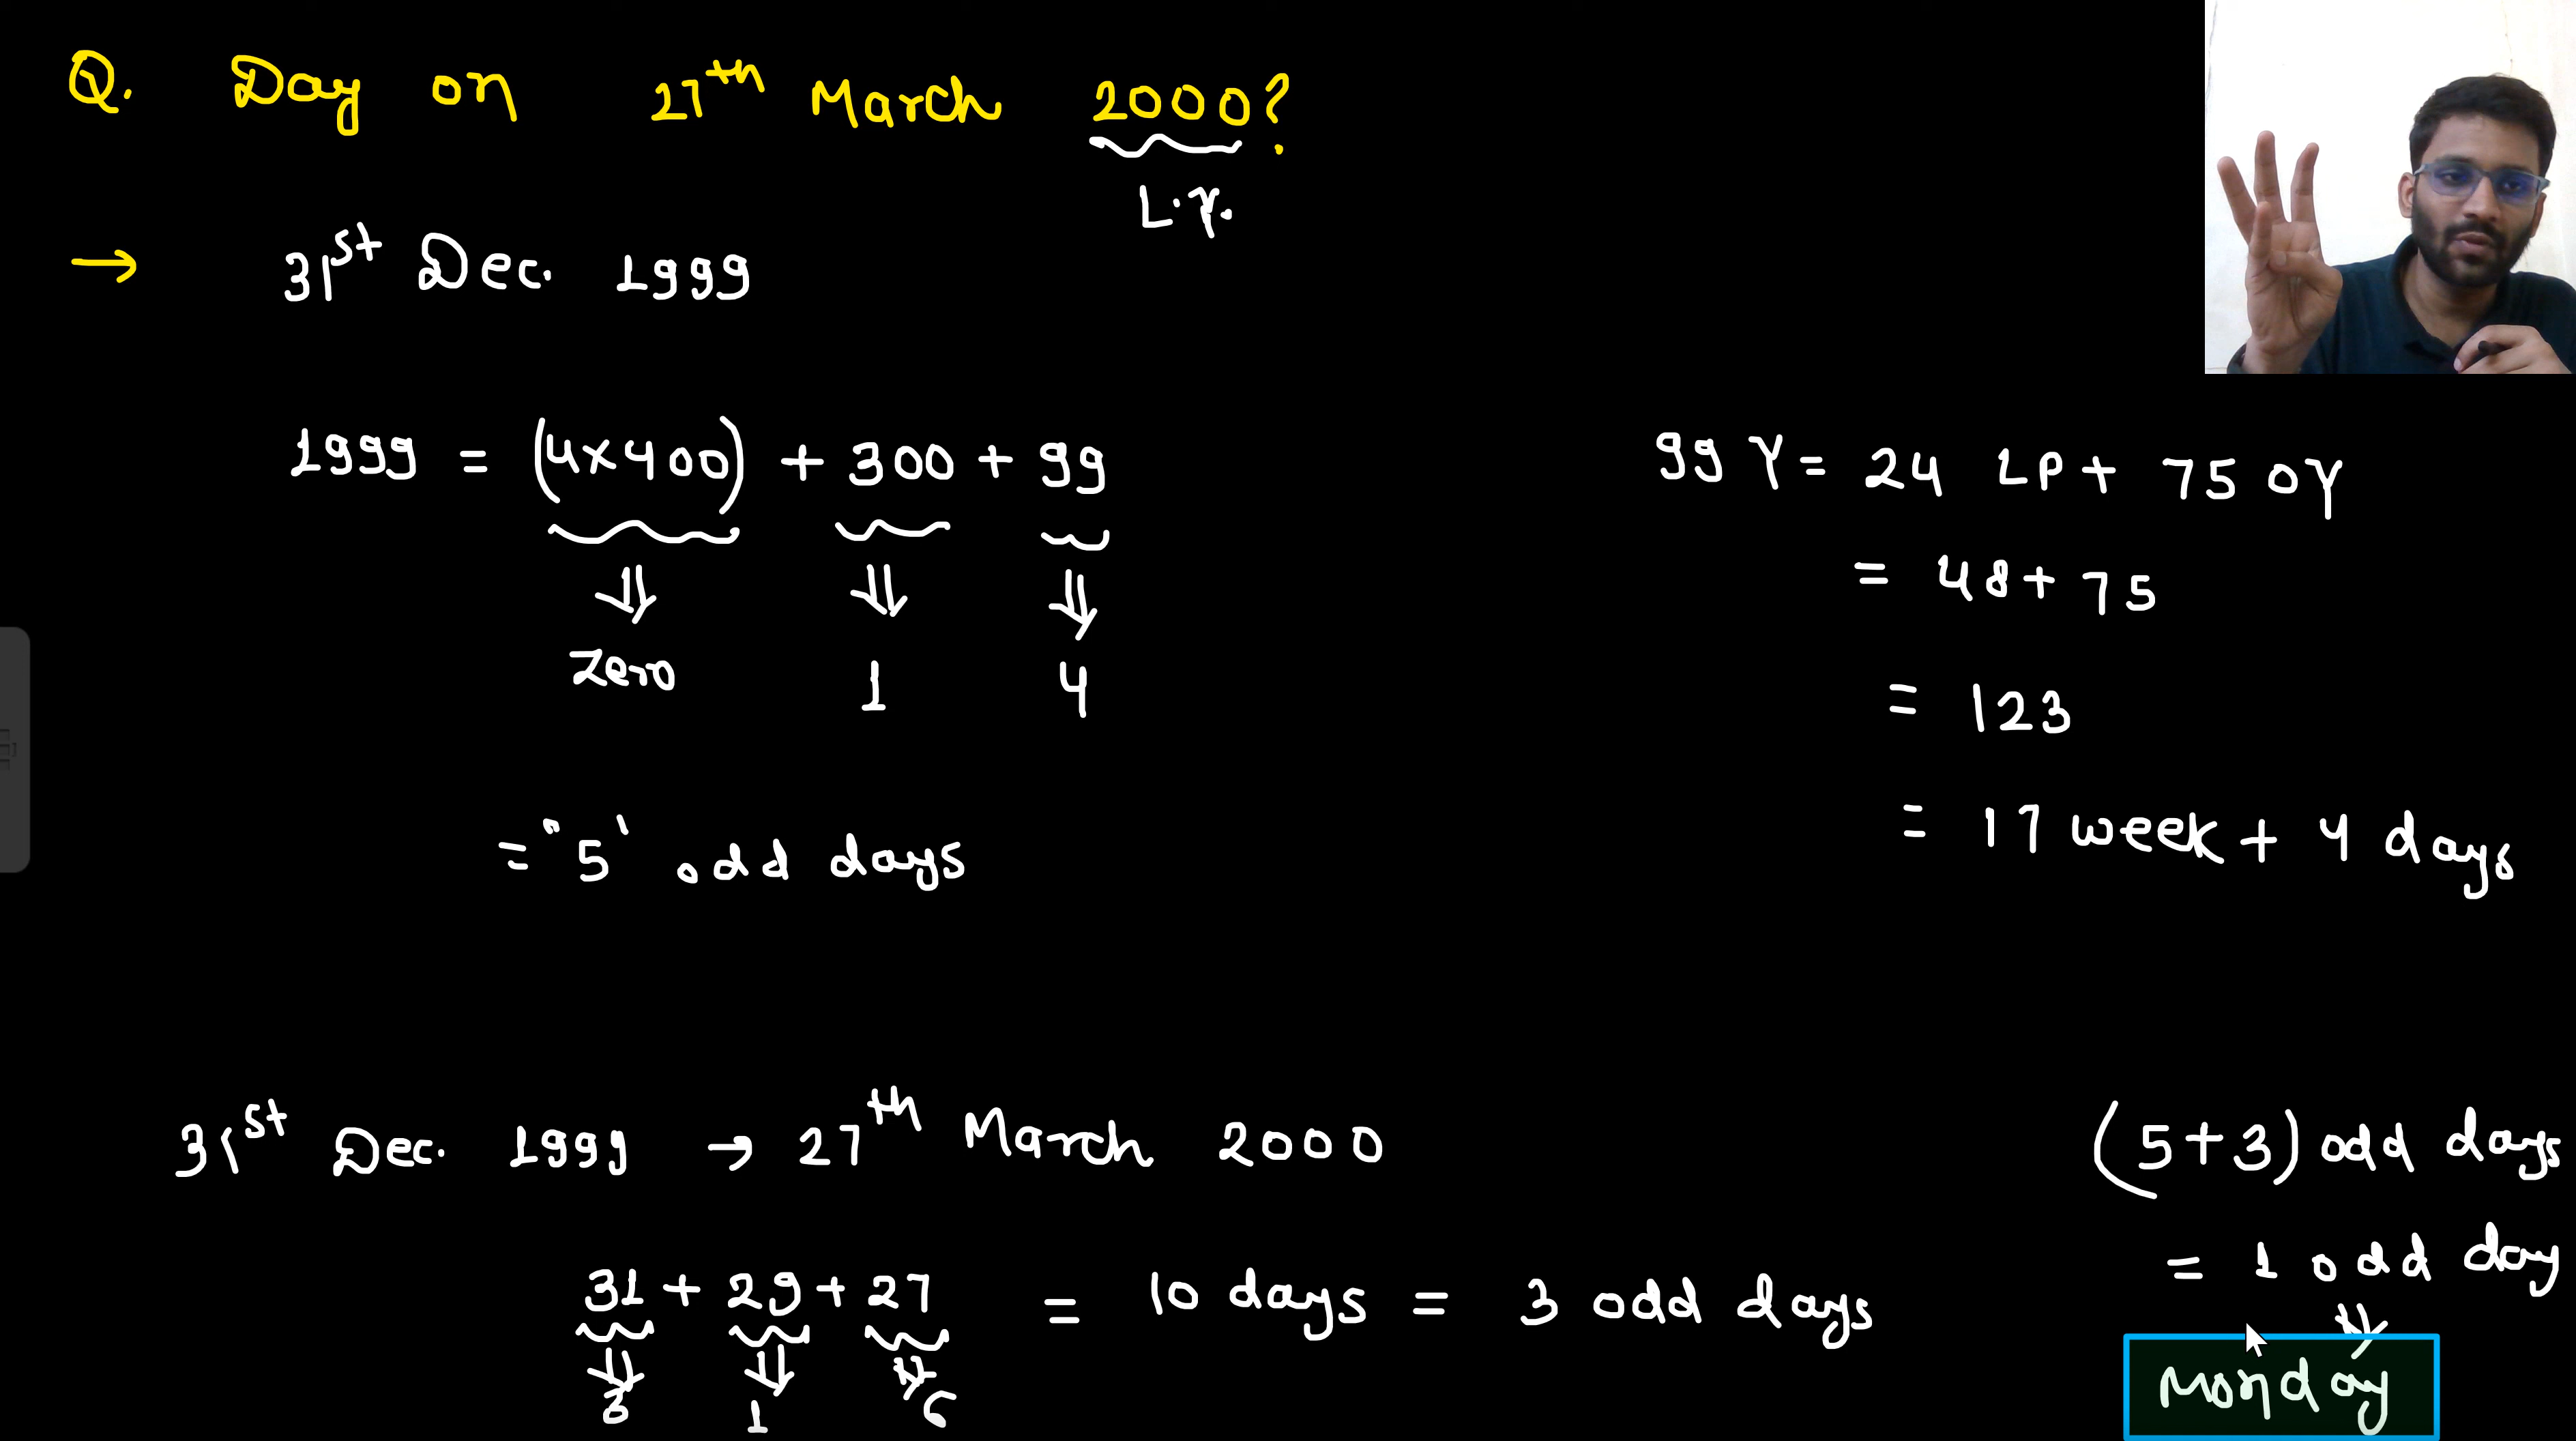 Q. Day on 27th March 2000?
L.Y.
→ 31st Dec. 1999
1999 = (4×400) + 300 + 99
⇓ ⇓ ⇓
Zero 1 4
= "5' odd days
99 Y = 24 LP + 75 OY
= 48 + 75
= 123
= 17 week + 4 days
31st Dec. 1999 → 27th March 2000
31 + 29 + 27 = 10 days = 3 odd days
⇓ ⇓ ⇓
3 1 6
(5+3) odd days
= 1 odd day
⇓
Monday